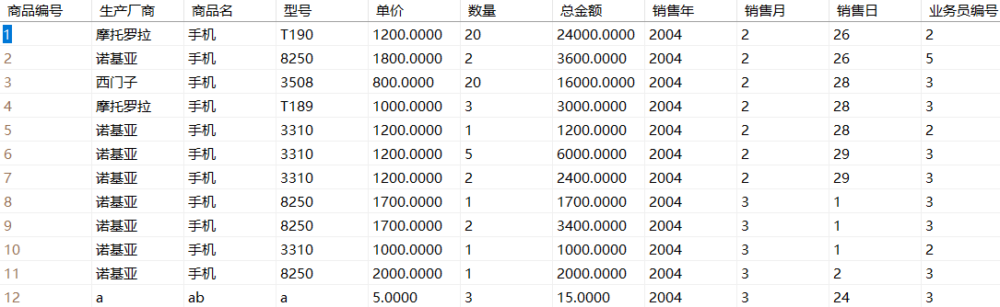 商品编号 生产厂商 商品名 型号 单价 数量 总金额 销售年 销售月 销售日 业务员编号
1 摩托罗拉 手机 T190 1200.0000 20 24000.0000 2004 2 26 2
2 诺基亚 手机 8250 1800.0000 2 3600.0000 2004 2 26 5
3 西门子 手机 3508 800.0000 20 16000.0000 2004 2 28 3
4 摩托罗拉 手机 T189 1000.0000 3 3000.0000 2004 2 28 3
5 诺基亚 手机 3310 1200.0000 1 1200.0000 2004 2 28 2
6 诺基亚 手机 3310 1200.0000 5 6000.0000 2004 2 29 3
7 诺基亚 手机 3310 1200.0000 2 2400.0000 2004 2 29 3
8 诺基亚 手机 8250 1700.0000 1 1700.0000 2004 3 1 3
9 诺基亚 手机 8250 1700.0000 2 3400.0000 2004 3 1 3
10 诺基亚 手机 3310 1000.0000 1 1000.0000 2004 3 1 2
11 诺基亚 手机 8250 2000.0000 1 2000.0000 2004 3 2 3
12 a ab a 5.0000 3 15.0000 2004 3 24 3